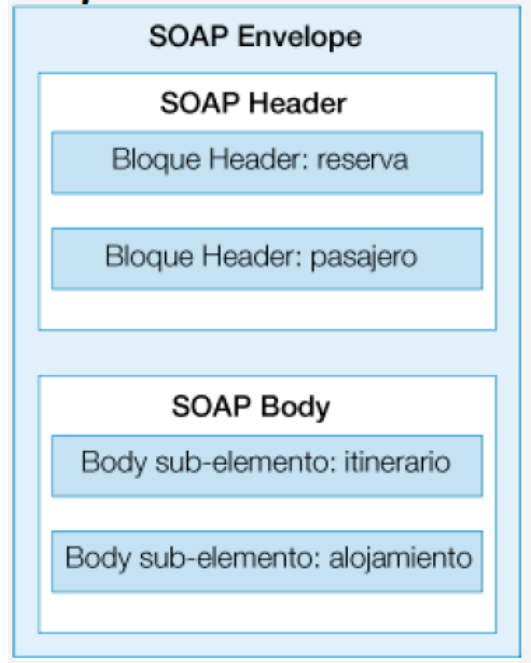 SOAP Envelope
SOAP Header
Bloque Header: reserva
Bloque Header: pasajero
SOAP Body
Body sub-elemento: itinerario
Body sub-elemento: alojamiento